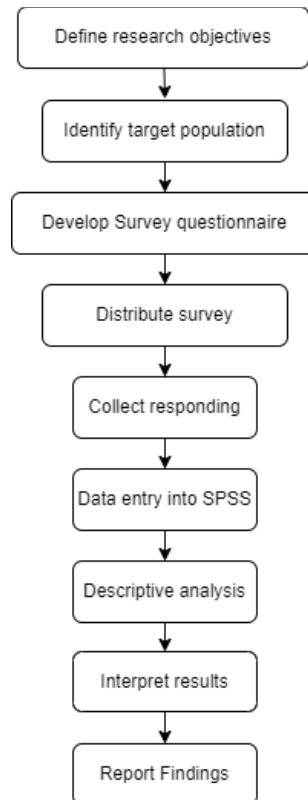 Define research objectives
Identify target population
Develop Survey questionnaire
Distribute survey
Collect responding
Data entry into SPSS
Descriptive analysis
Interpret results
Report Findings